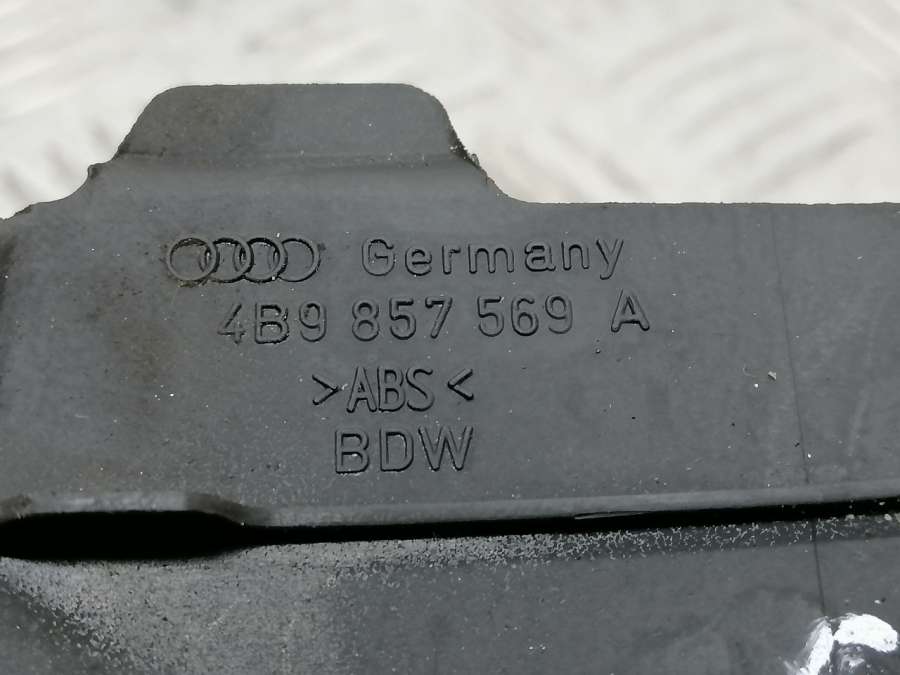 Germany
4B9 857 569 A
>ABS<
BDW